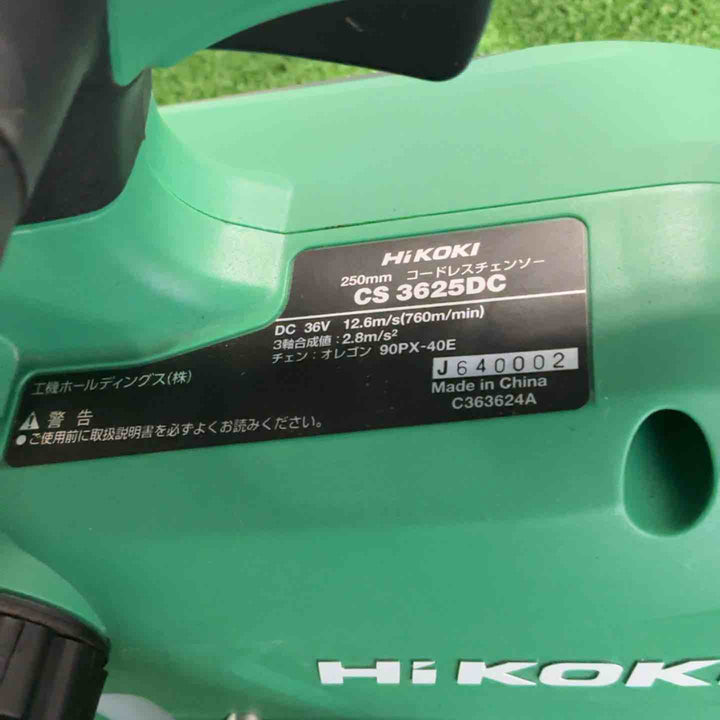 HiKOKI
250mm コードレスチェンソー
CS 3625DC
DC 36V 12.6m/s(760m/min)
3軸合成値：2.8m/s²
チェン：オレゴン 90PX-40E
J640002
Made in China
C363624A
工機ホールディングス(株)
⚠ 警告
●ご使用前に取扱説明書を必ずよくお読みください。
HiKOK